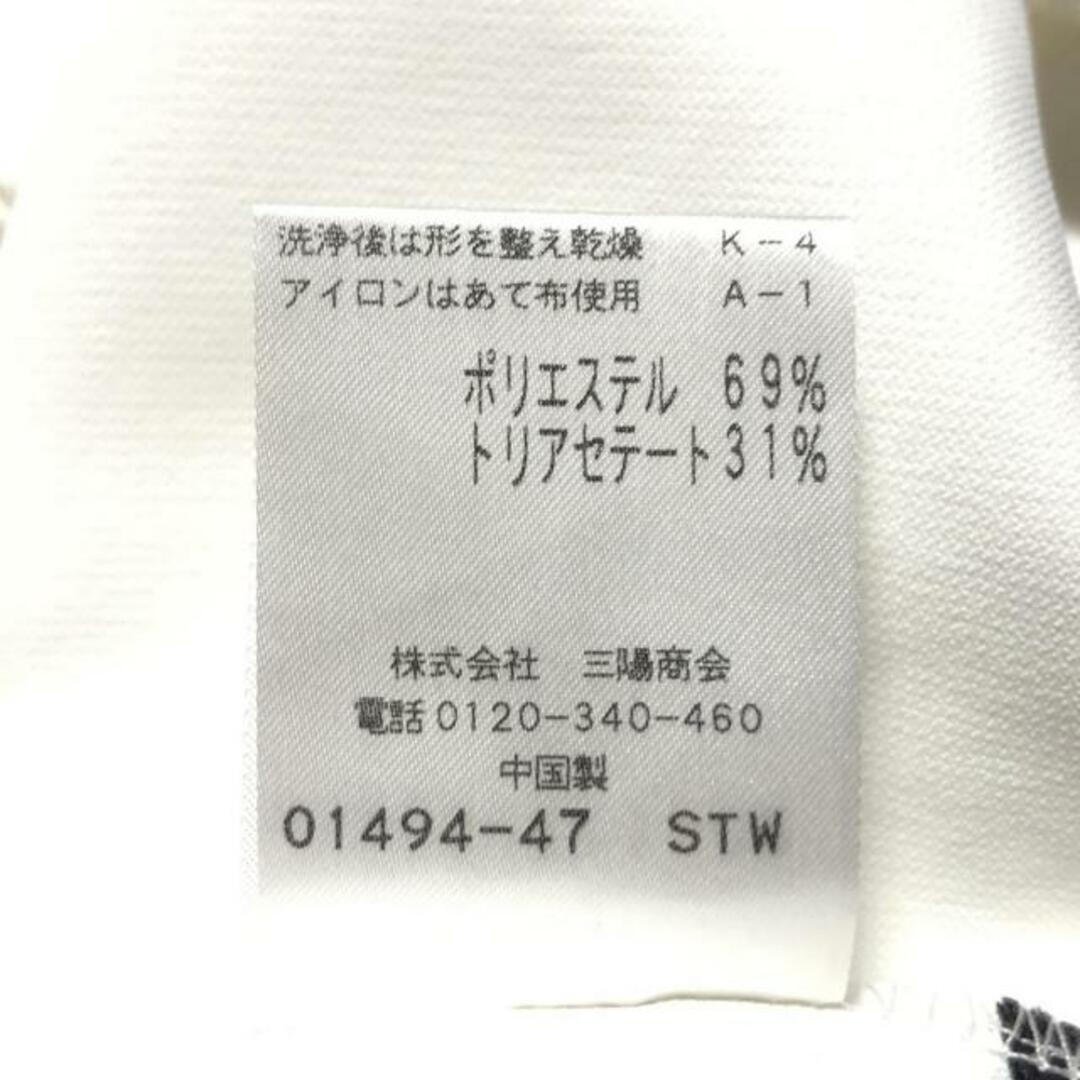 洗浄後は形を整え乾燥 K-4
アイロンはあて布使用 A-1
ポリエステル 69%
トリアセテート31%
株式会社 三陽商会
電話0120-340-460
中国製
01494-47 STW